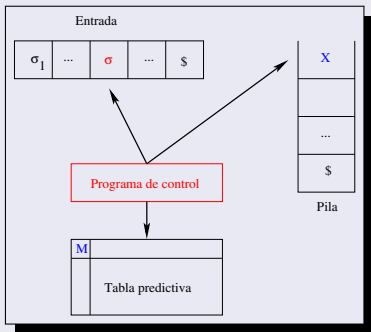 Entrada
σ1 ... σ ... $
X
...
$
Pila
Programa de control
M
Tabla predictiva